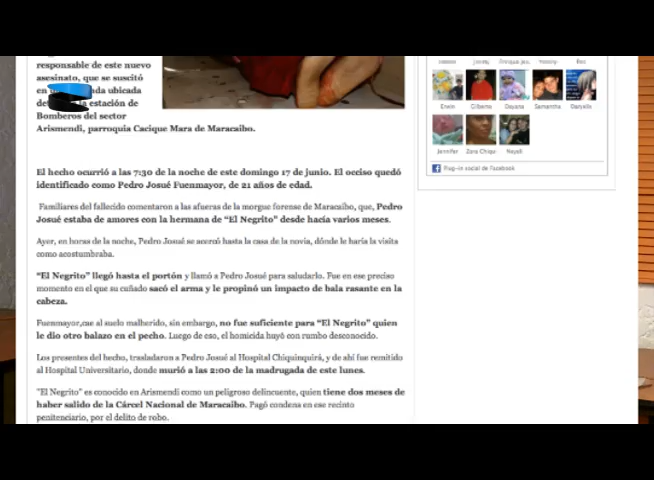 responsable de este nuevo
asesinato, que se suscitó
en ubicada
la estación de
Bomberos del sector
Arismendi, parroquia Cacique Mara de Maracaibo.
El hecho ocurrió a las 7:30 de la noche de este domingo 17 de junio. El occiso quedó
identificado como Pedro Josué Fuenmayor, de 21 años de edad.
Familiares del fallecido comentaron a las afueras de la morgue forense de Maracaibo, que, Pedro
Josué estaba de amores con la hermana de "El Negrito" desde hacía varios meses.
Ayer, en horas de la noche, Pedro Josué se acercó hasta la casa de la novia, dónde le haría la visita
como acostumbraba.
"El Negrito" llegó hasta el portón y llamó a Pedro Josué para saludarlo. Fue en ese preciso
momento en el que su cuñado sacó el arma y le propinó un impacto de bala rasante en la
cabeza.
Fuenmayor,cae al suelo malherido, sin embargo, no fue suficiente para "El Negrito" quien
le dio otro balazo en el pecho. Luego de eso, el homicida huyó con rumbo desconocido.
Los presentes del hecho, trasladaron a Pedro Josué al Hospital Chiquinquirá, y de ahí fue remitido
al Hospital Universitario, donde murió a las 2:00 de la madrugada de este lunes.
"El Negrito" es conocido en Arismendi como un peligroso delincuente, quien tiene dos meses de
haber salido de la Cárcel Nacional de Maracaibo. Pagó condena en ese recinto
penitenciario, por el delito de robo.
Erwin Gilberto Dayana Samantha
Jennifer Zara Chiqui
Plug-in social de Facebook